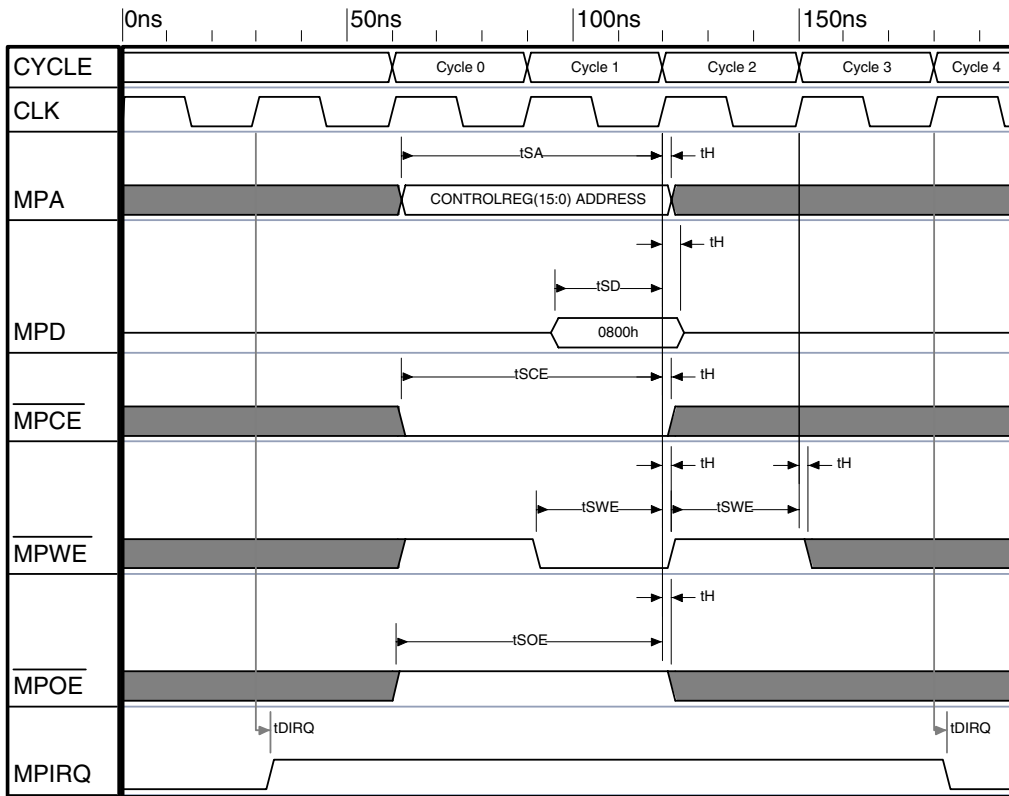 0ns 50ns 100ns 150ns
CYCLE Cycle 0 Cycle 1 Cycle 2 Cycle 3 Cycle 4
CLK
tSA tH
MPA CONTROLREG(15:0) ADDRESS
tH
tSD
MPD 0800h
tSCE tH
MPCE
tH tH
tSWE tSWE
MPWE
tH
tSOE
MPOE
tDIRQ tDIRQ
MPIRQ